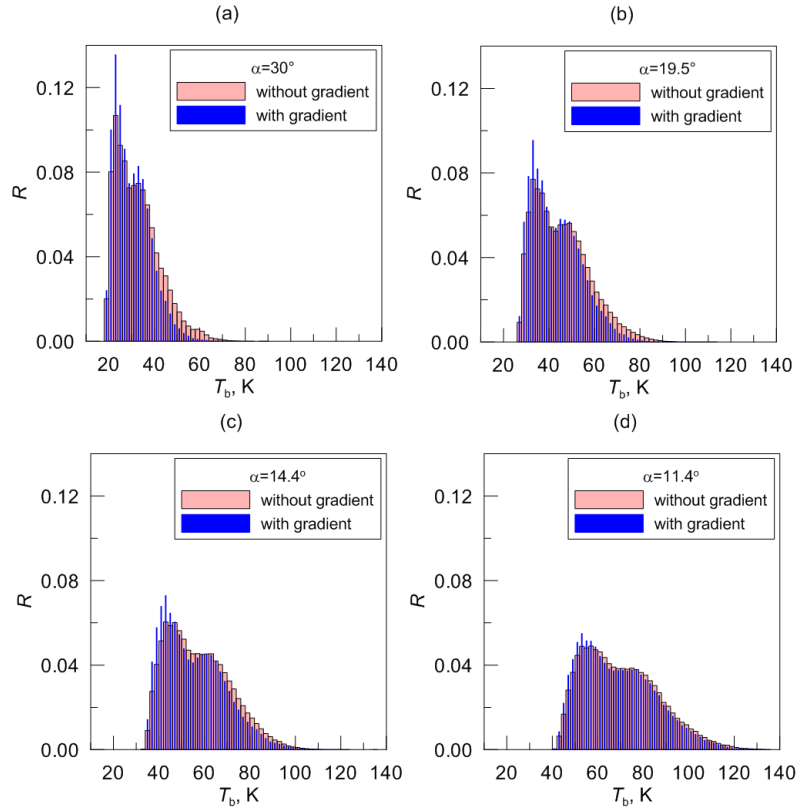 (a)
α=30°
without gradient
with gradient
0.12
0.08
0.04
0.00
R
20 40 60 80 100 120 140
Tb, K
(b)
α=19.5°
without gradient
with gradient
0.12
0.08
0.04
0.00
R
20 40 60 80 100 120 140
Tb, K
(c)
α=14.4°
without gradient
with gradient
0.12
0.08
0.04
0.00
R
20 40 60 80 100 120 140
Tb, K
(d)
α=11.4°
without gradient
with gradient
0.12
0.08
0.04
0.00
R
20 40 60 80 100 120 140
Tb, K